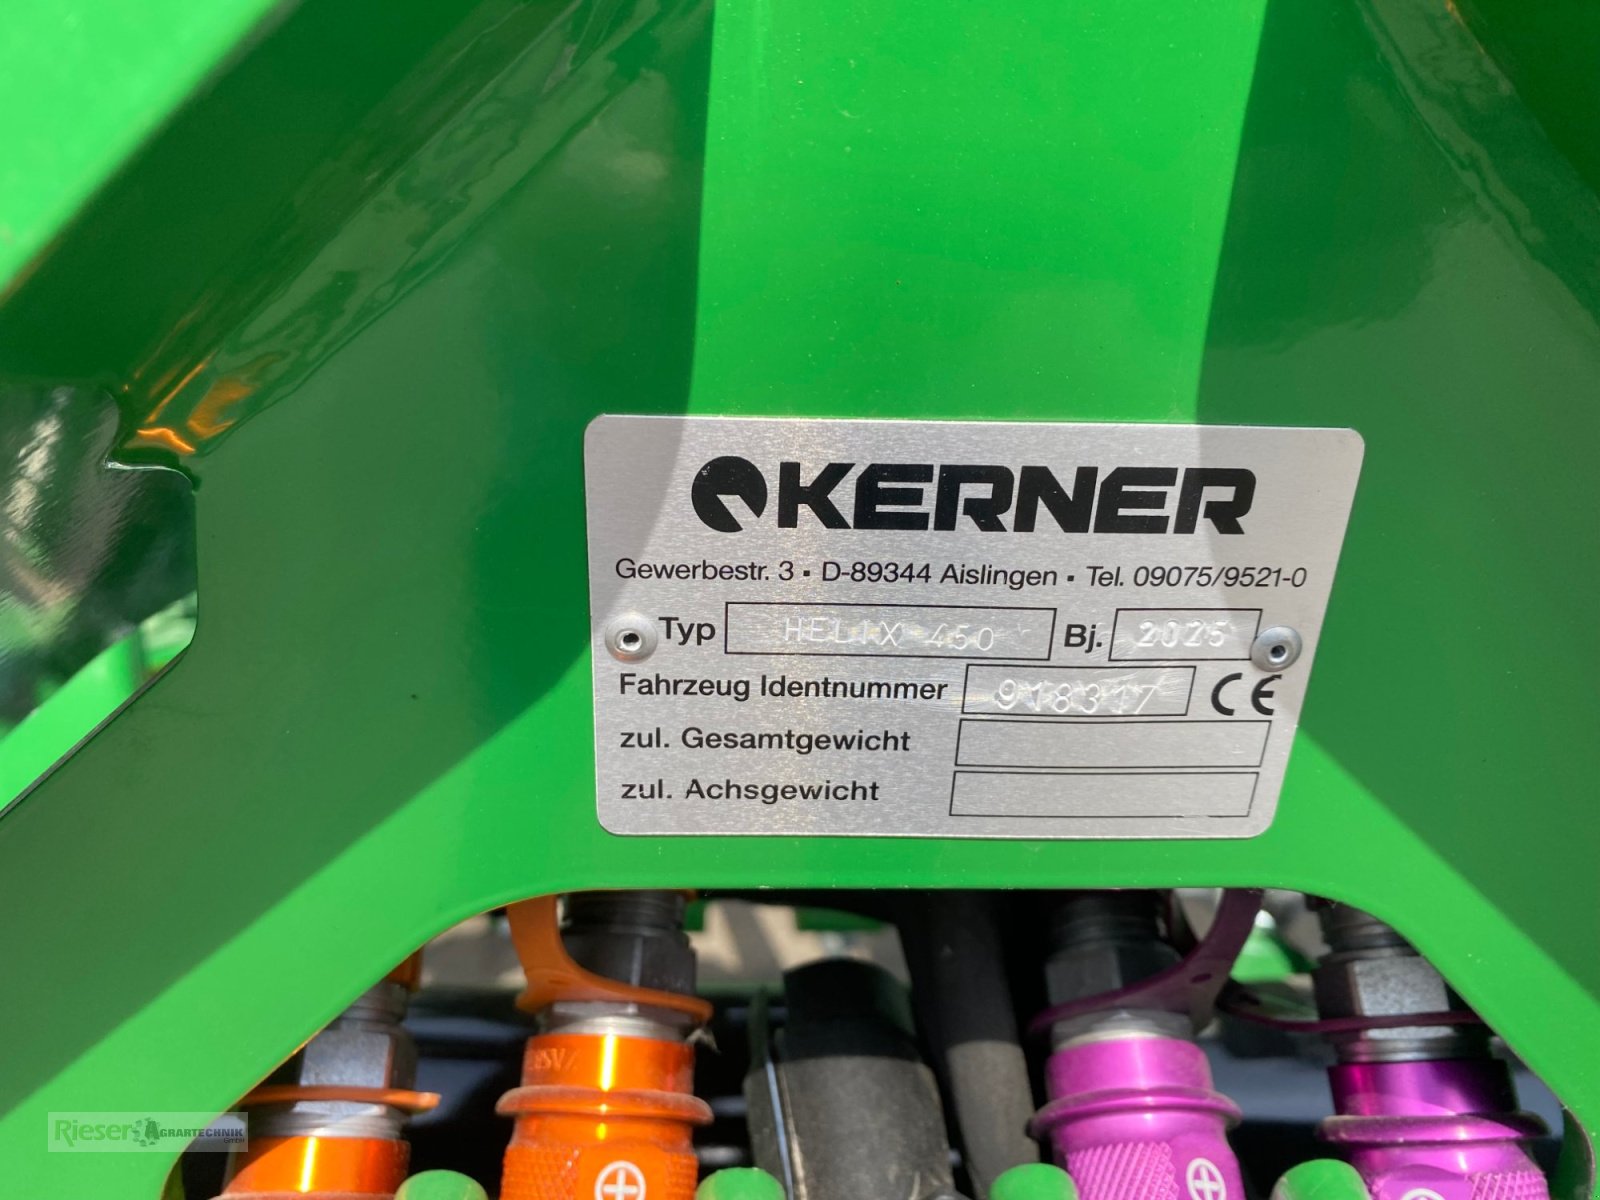 KERNER
Gewerbestr. 3 ▪ D-89344 Aislingen ▪ Tel. 09075/9521-0
Typ HELIX 450 Bj. 2025
Fahrzeug Identnummer 918317 CE
zul. Gesamtgewicht
zul. Achsgewicht
Rieser AGRARTECHNIK
GmbH